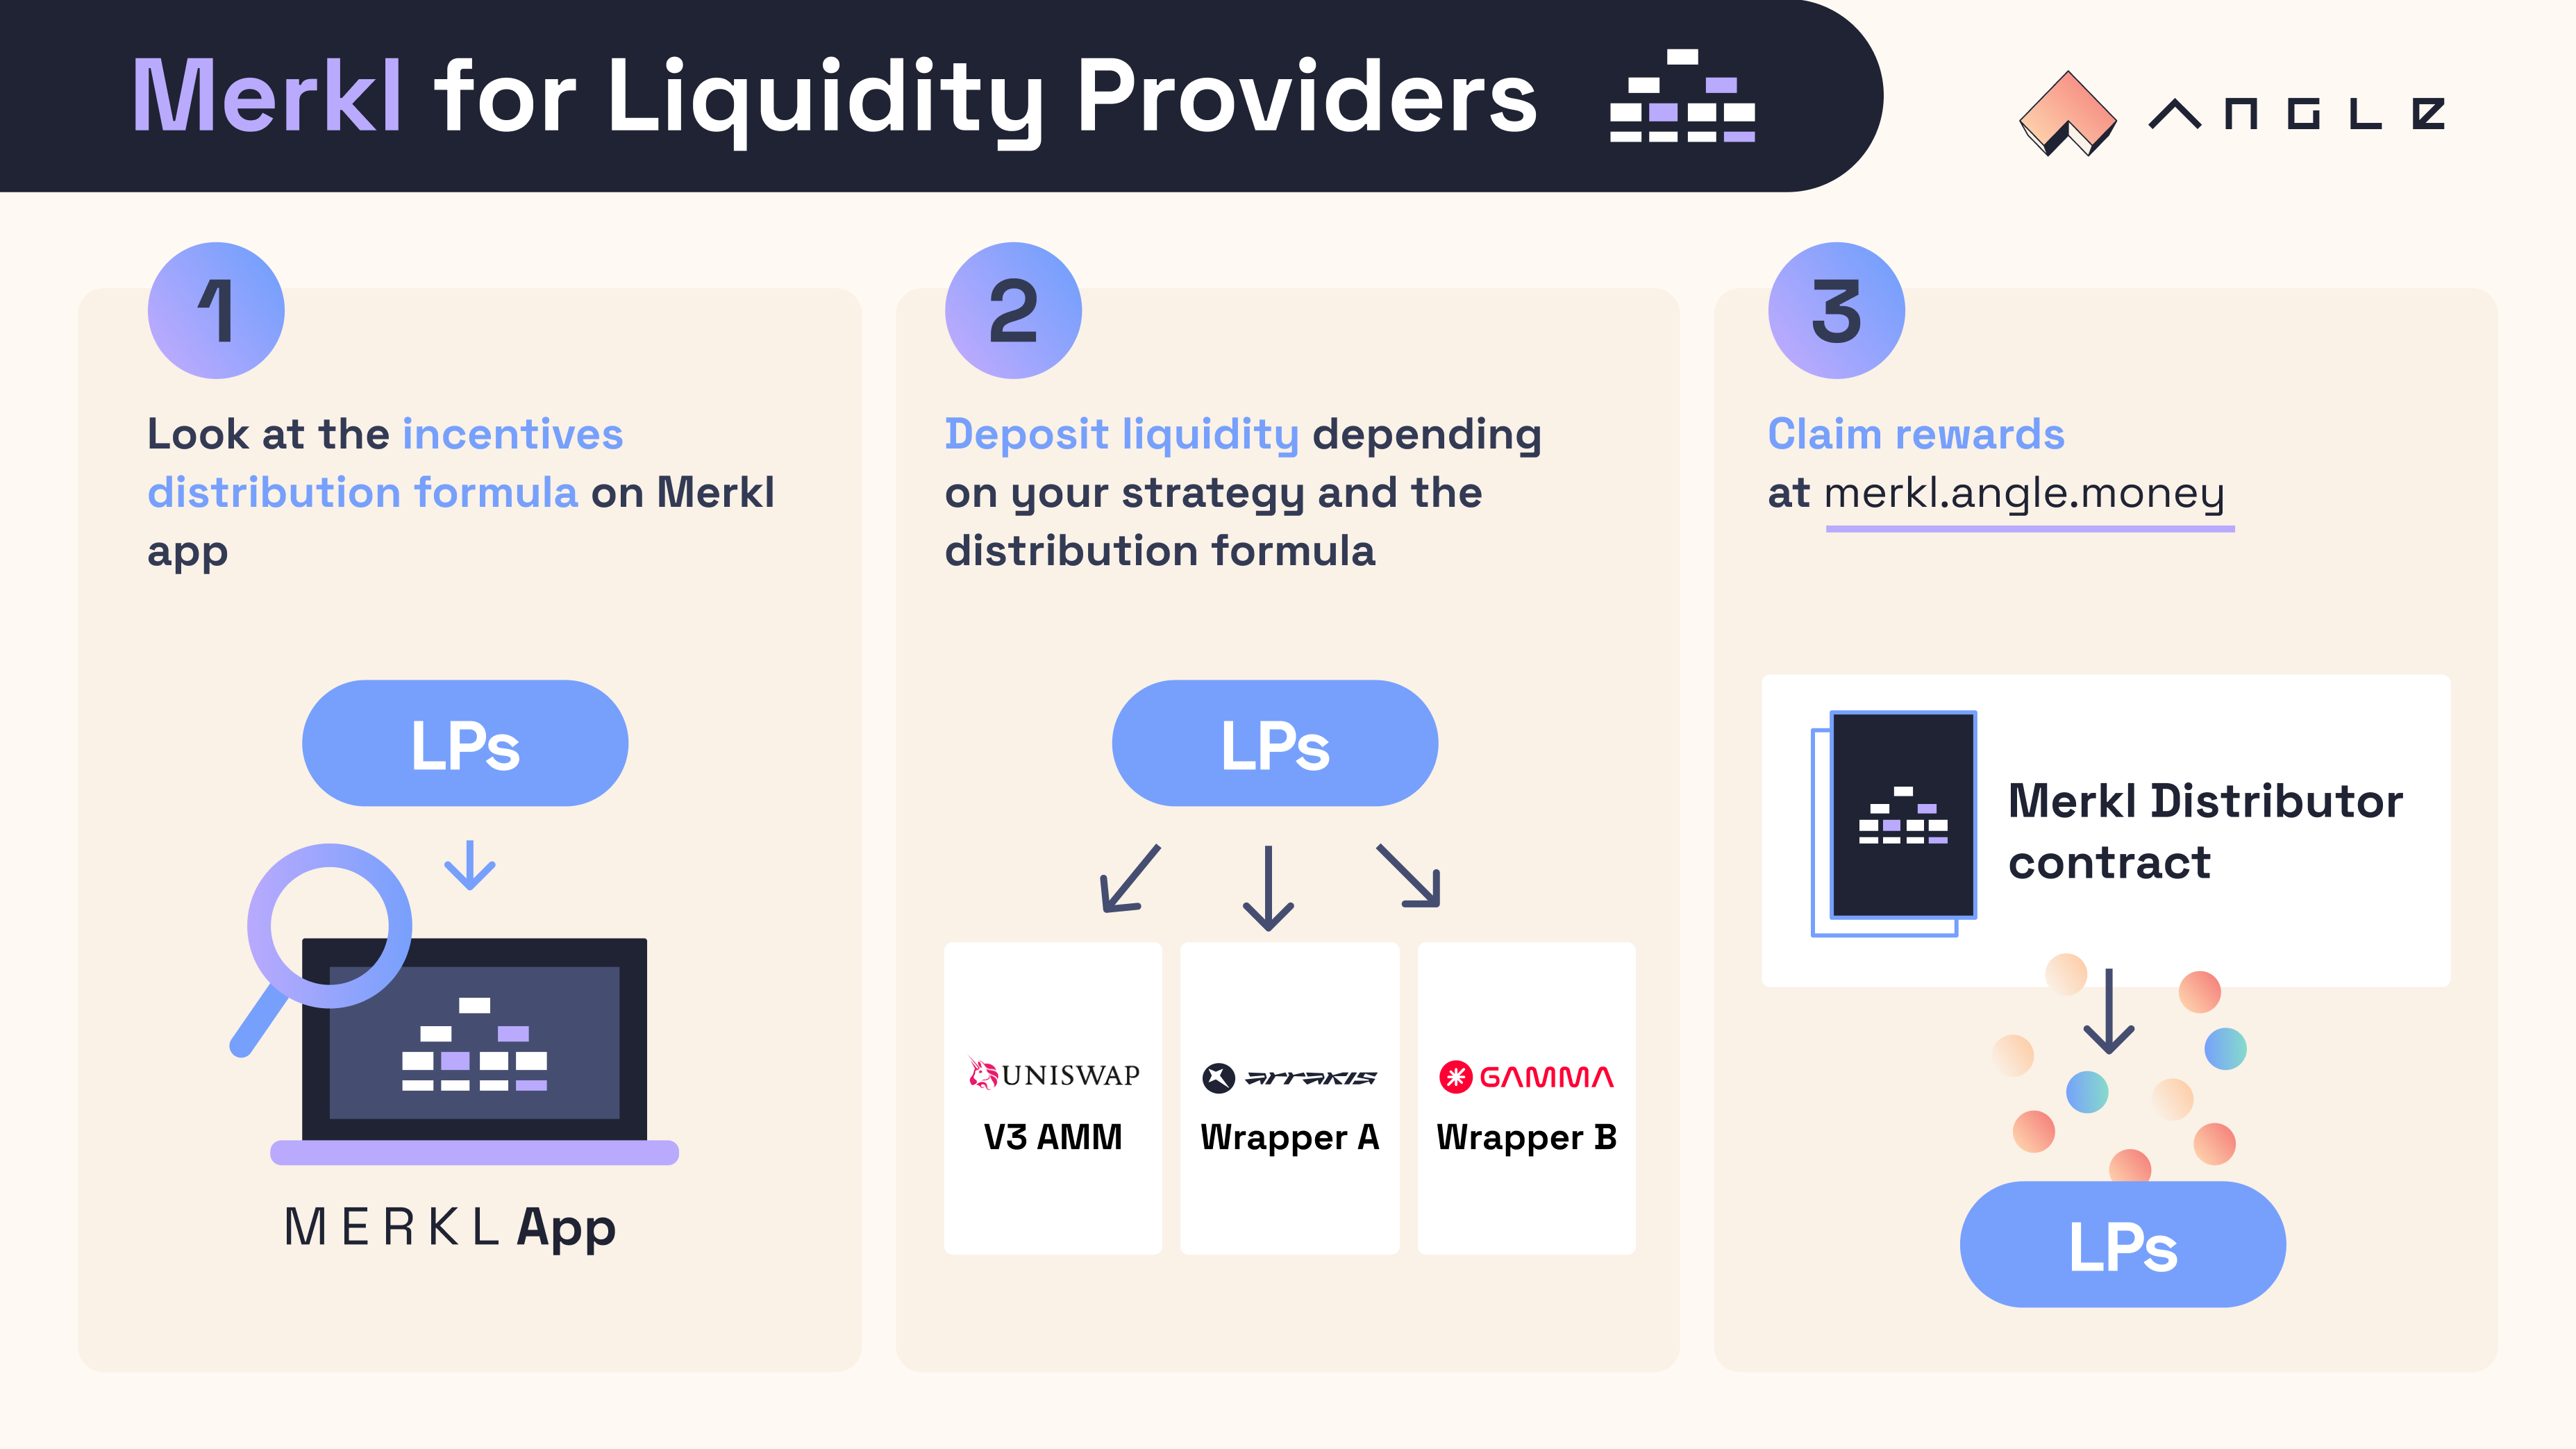 Merkl for Liquidity Providers
ANGLE
1
Look at the incentives
distribution formula on Merkl
app
LPs
MERKL App
2
Deposit liquidity depending
on your strategy and the
distribution formula
LPs
UNISWAP
V3 AMM
arrakis
Wrapper A
GAMMA
Wrapper B
3
Claim rewards
at merkl.angle.money
Merkl Distributor
contract
LPs